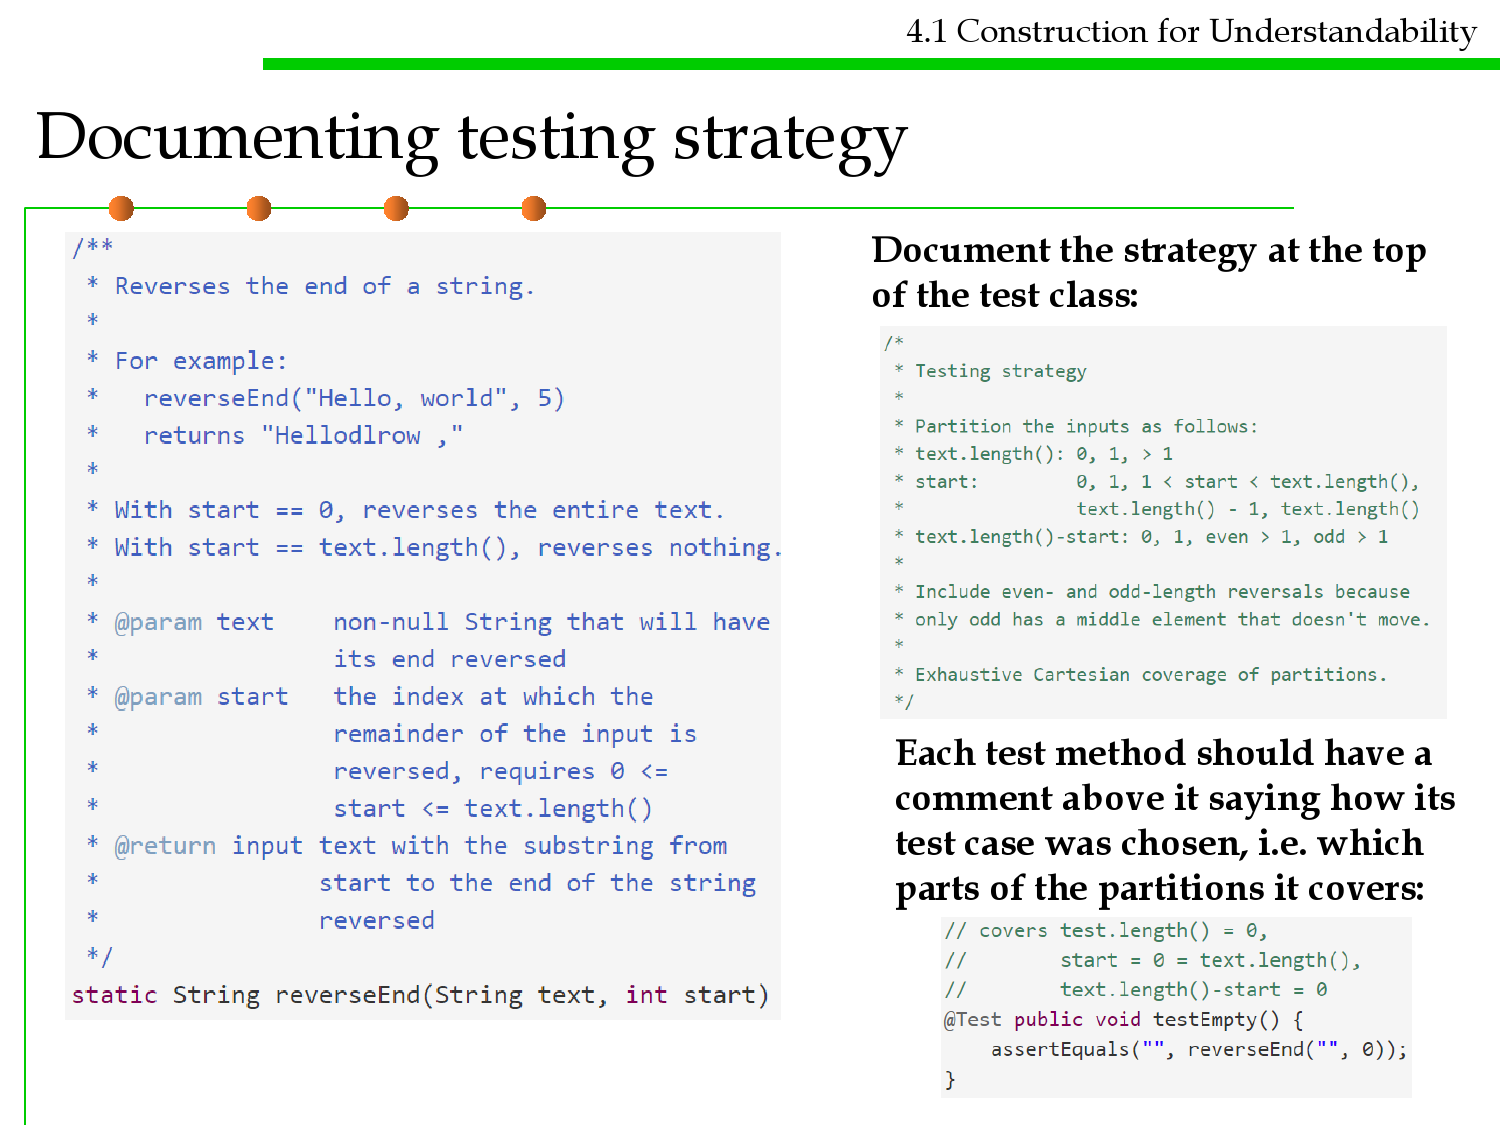 4.1 Construction for Understandability
Documenting testing strategy
/**
 * Reverses the end of a string.
 *
 * For example:
 *   reverseEnd("Hello, world", 5)
 *   returns "Hellodlrow ,"
 *
 * With start == 0, reverses the entire text.
 * With start == text.length(), reverses nothing.
 *
 * @param text    non-null String that will have
 *                its end reversed
 * @param start   the index at which the
 *                remainder of the input is
 *                reversed, requires 0 <=
 *                start <= text.length()
 * @return input text with the substring from
 *               start to the end of the string
 *               reversed
 */
static String reverseEnd(String text, int start)
Document the strategy at the top
of the test class:
/*
 * Testing strategy
 *
 * Partition the inputs as follows:
 * text.length(): 0, 1, > 1
 * start:         0, 1, 1 < start < text.length(),
 *                text.length() - 1, text.length()
 * text.length()-start: 0, 1, even > 1, odd > 1
 *
 * Include even- and odd-length reversals because
 * only odd has a middle element that doesn't move.
 *
 * Exhaustive Cartesian coverage of partitions.
 */
Each test method should have a
comment above it saying how its
test case was chosen, i.e. which
parts of the partitions it covers:
// covers test.length() = 0,
//        start = 0 = text.length(),
//        text.length()-start = 0
@Test public void testEmpty() {
    assertEquals("", reverseEnd("", 0));
}